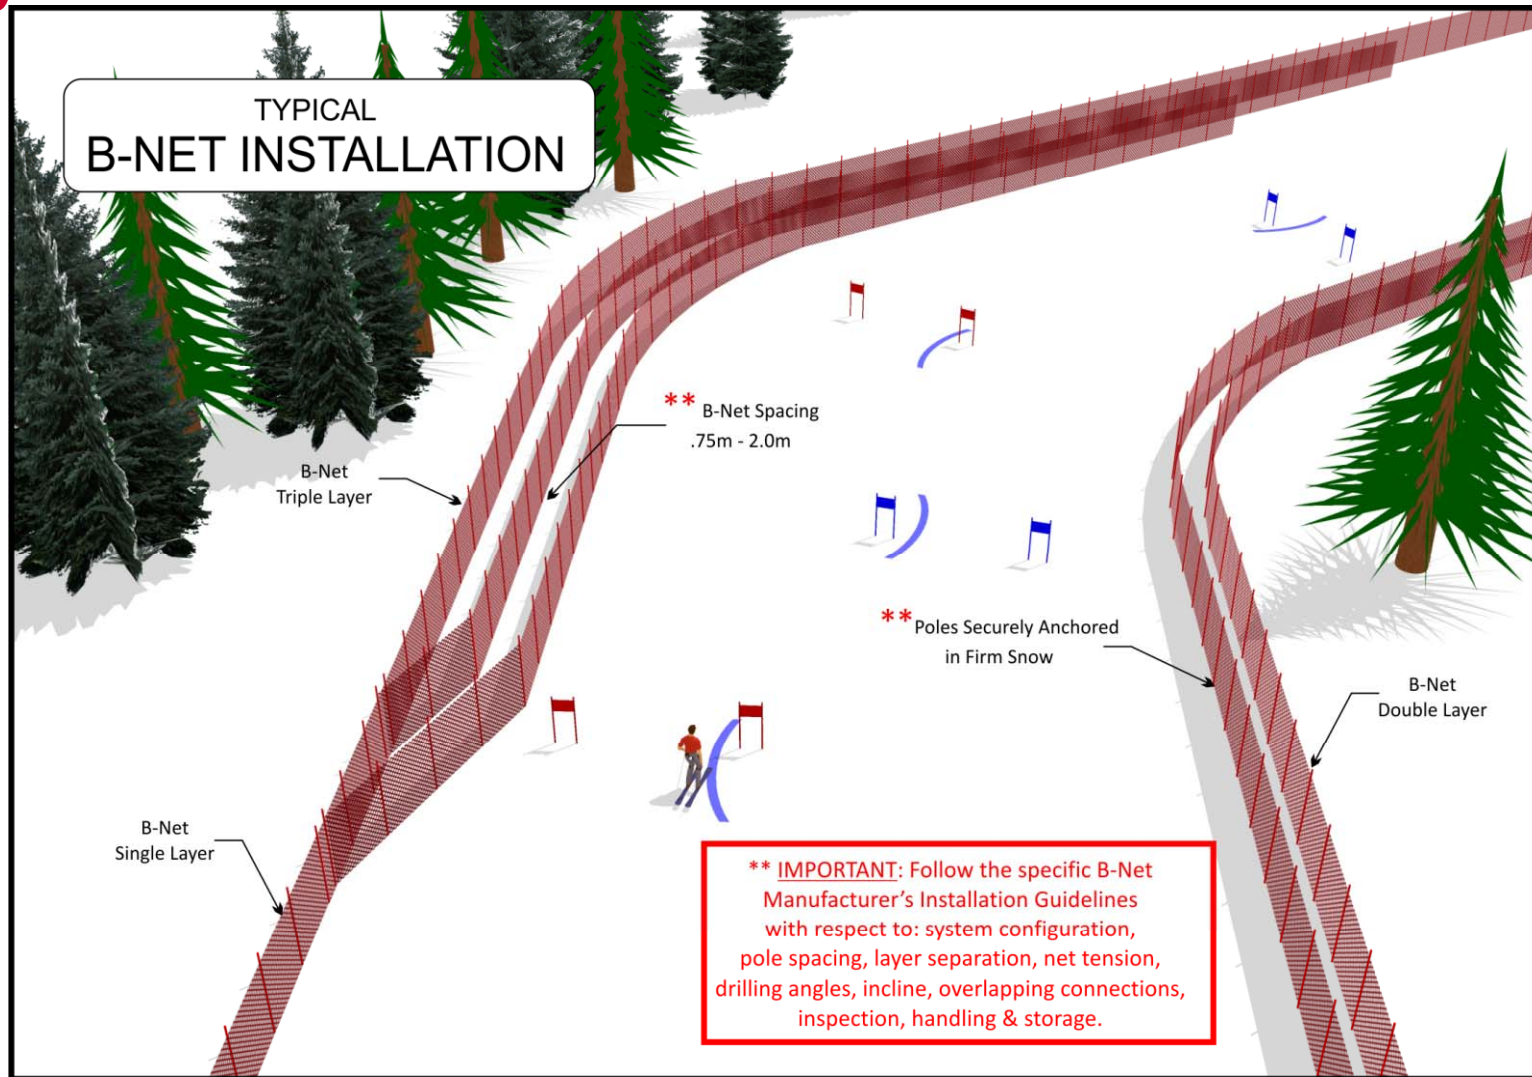 TYPICAL
B-NET INSTALLATION
** B-Net Spacing
.75m - 2.0m
B-Net
Triple Layer
** Poles Securely Anchored
in Firm Snow
B-Net
Double Layer
B-Net
Single Layer
** IMPORTANT: Follow the specific B-Net
Manufacturer’s Installation Guidelines
with respect to: system configuration,
pole spacing, layer separation, net tension,
drilling angles, incline, overlapping connections,
inspection, handling & storage.